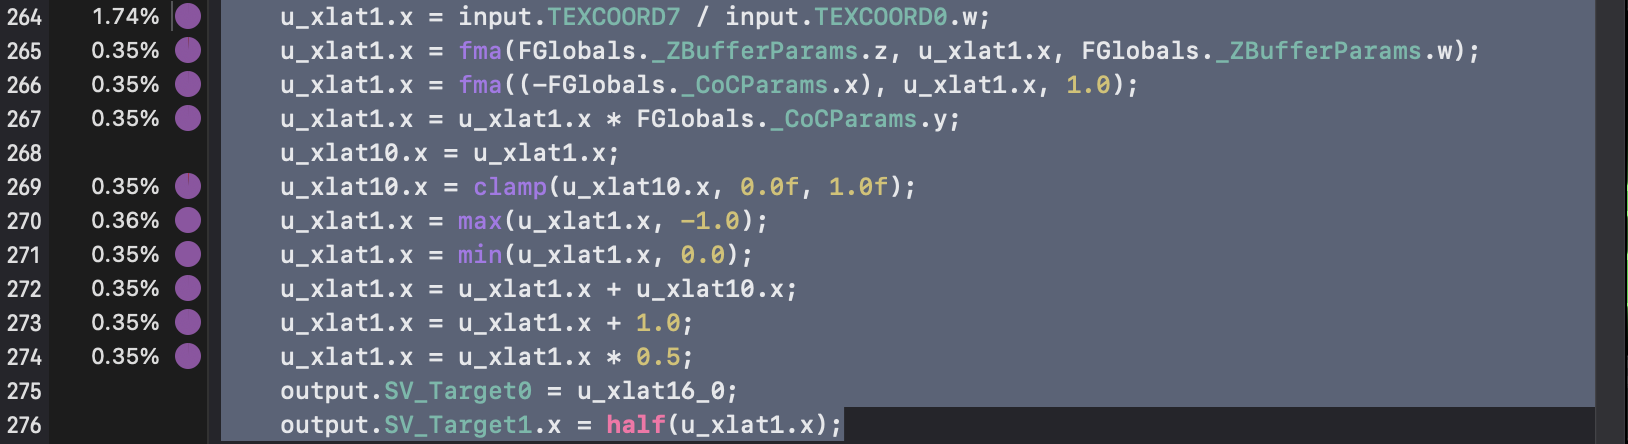 264 1.74% u_xlat1.x = input.TEXCOORD7 / input.TEXCOORD0.w;
265 0.35% u_xlat1.x = fma(FGlobals._ZBufferParams.z, u_xlat1.x, FGlobals._ZBufferParams.w);
266 0.35% u_xlat1.x = fma((-FGlobals._CoCParams.x), u_xlat1.x, 1.0);
267 0.35% u_xlat1.x = u_xlat1.x * FGlobals._CoCParams.y;
268 u_xlat10.x = u_xlat1.x;
269 0.35% u_xlat10.x = clamp(u_xlat10.x, 0.0f, 1.0f);
270 0.36% u_xlat1.x = max(u_xlat1.x, -1.0);
271 0.35% u_xlat1.x = min(u_xlat1.x, 0.0);
272 0.35% u_xlat1.x = u_xlat1.x + u_xlat10.x;
273 0.35% u_xlat1.x = u_xlat1.x + 1.0;
274 0.35% u_xlat1.x = u_xlat1.x * 0.5;
275 output.SV_Target0 = u_xlat16_0;
276 output.SV_Target1.x = half(u_xlat1.x);